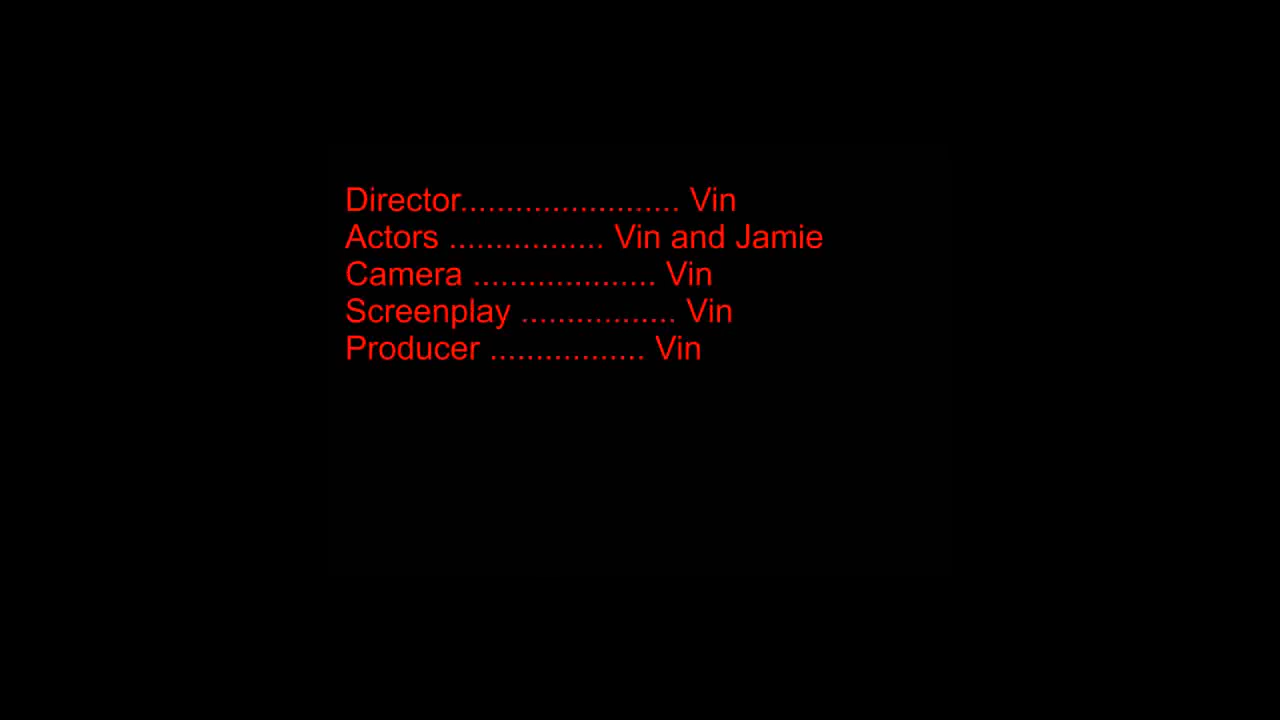 Director........................ Vin
Actors ................. Vin and Jamie
Camera .................... Vin
Screenplay ................. Vin
Producer ................. Vin